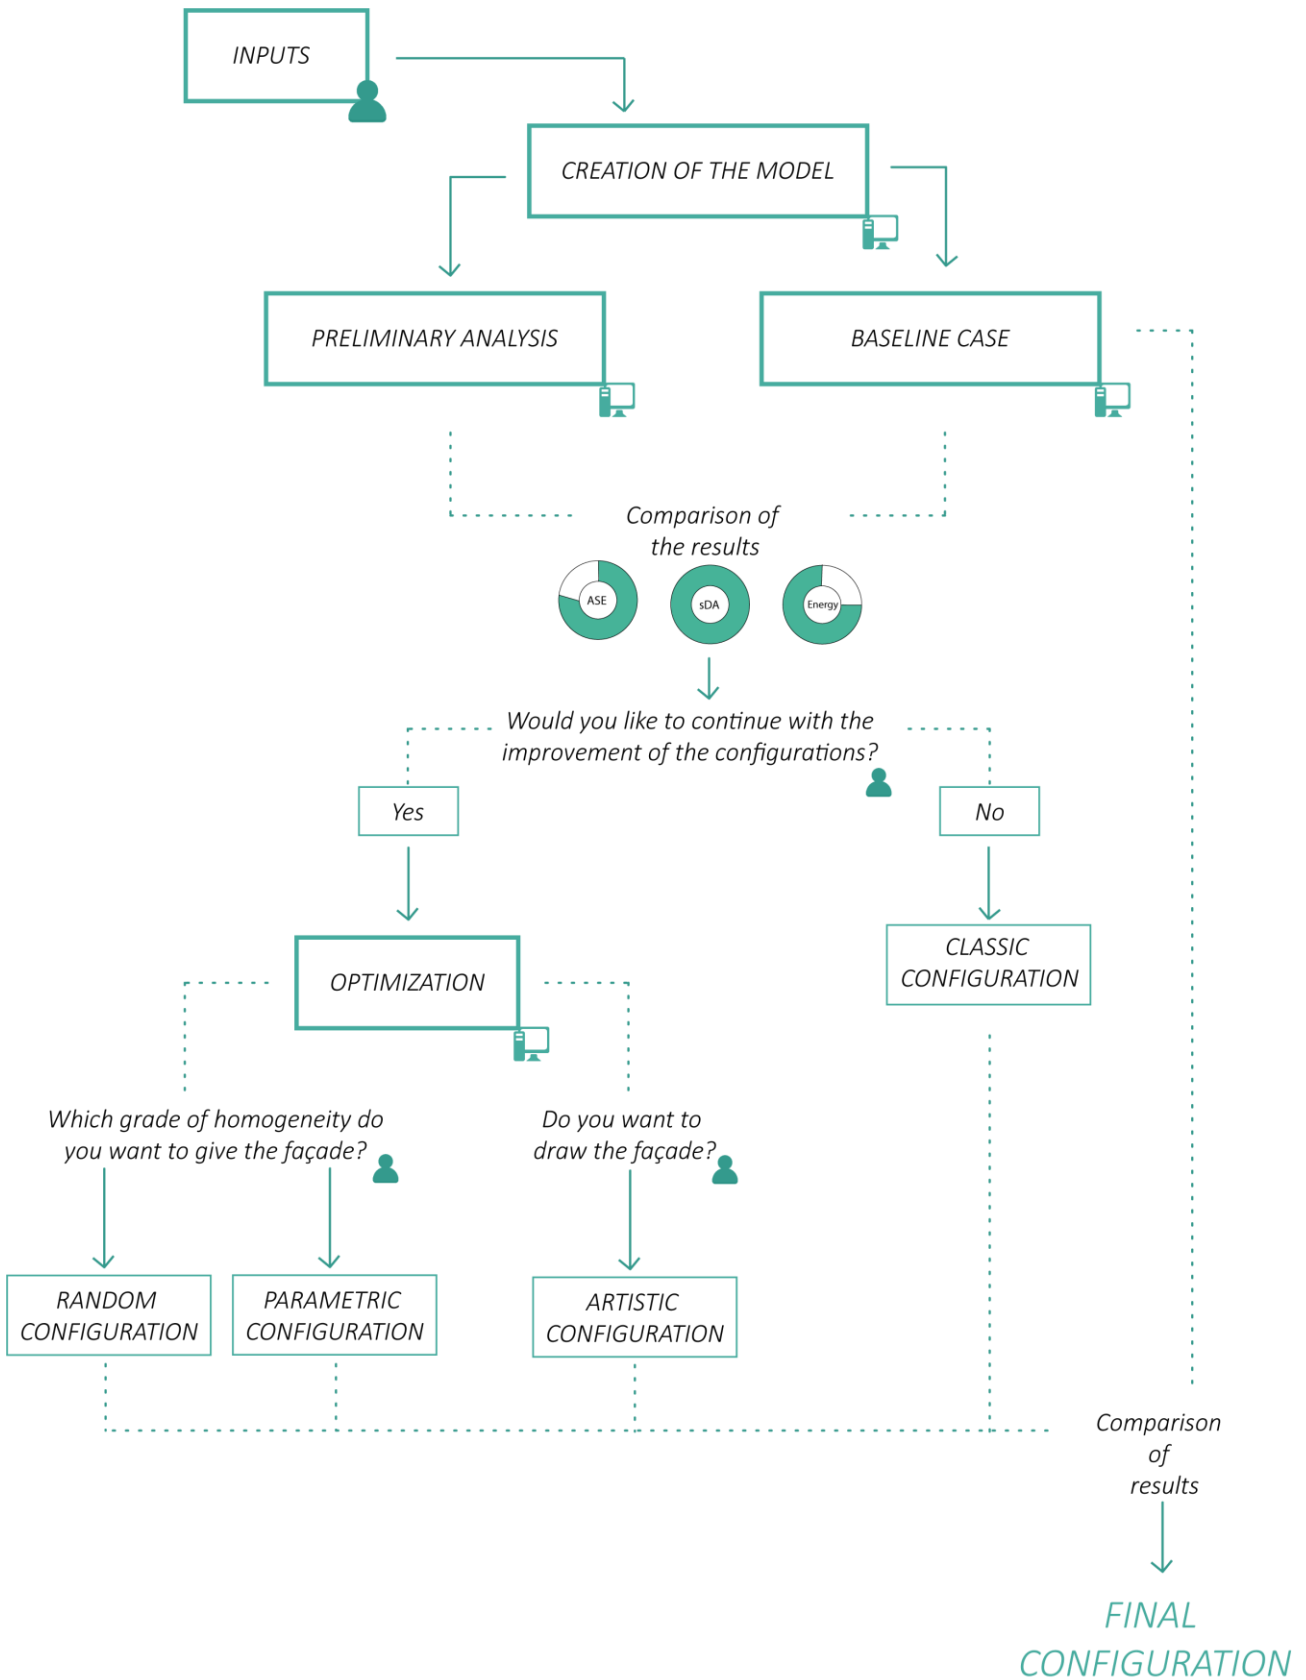 INPUTS
CREATION OF THE MODEL
PRELIMINARY ANALYSIS
BASELINE CASE
Comparison of
the results
ASE
sDA
Energy
Would you like to continue with the
improvement of the configurations?
Yes
No
CLASSIC
CONFIGURATION
OPTIMIZATION
Which grade of homogeneity do
you want to give the façade?
Do you want to
draw the façade?
RANDOM
CONFIGURATION
PARAMETRIC
CONFIGURATION
ARTISTIC
CONFIGURATION
Comparison
of
results
FINAL
CONFIGURATION